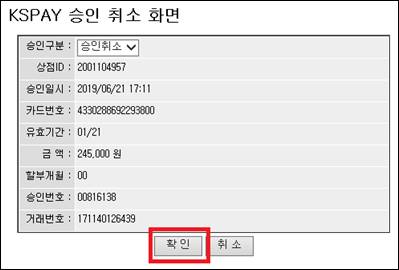 KSPAY 승인 취소 화면
승인구분 : 승인취소
상점ID : 2001104957
승인일시 : 2019/06/21 17:11
카드번호 : 4330288692293800
유효기간 : 01/21
금 액 : 245,000 원
할부개월 : 00
승인번호 : 00816138
거래번호 : 171140126439
확 인 취 소